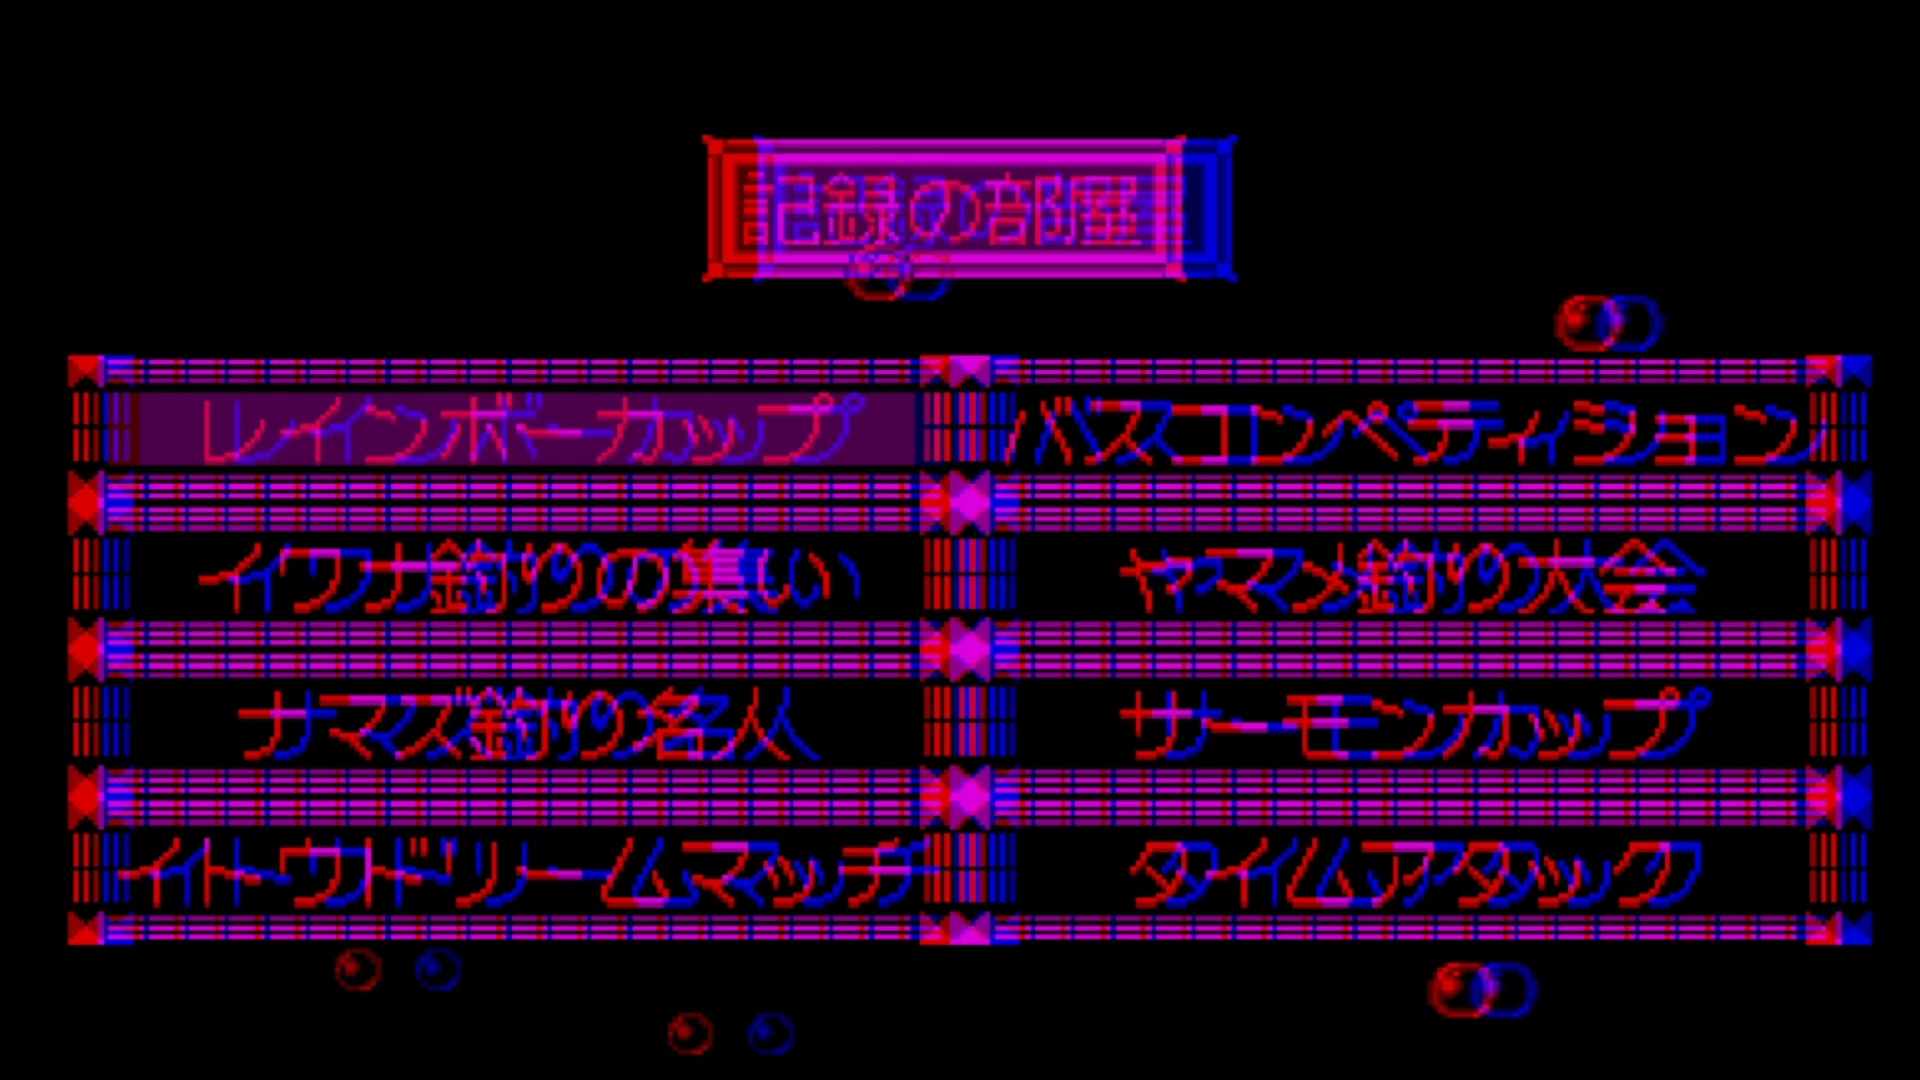 記録の部屋
レインボーカップ
バスコンペティション
イワナ釣りの集い
ヤマメ釣り大会
ナマズ釣りの名人
サーモンカップ
イトウドリームマッチ
タイムアタック